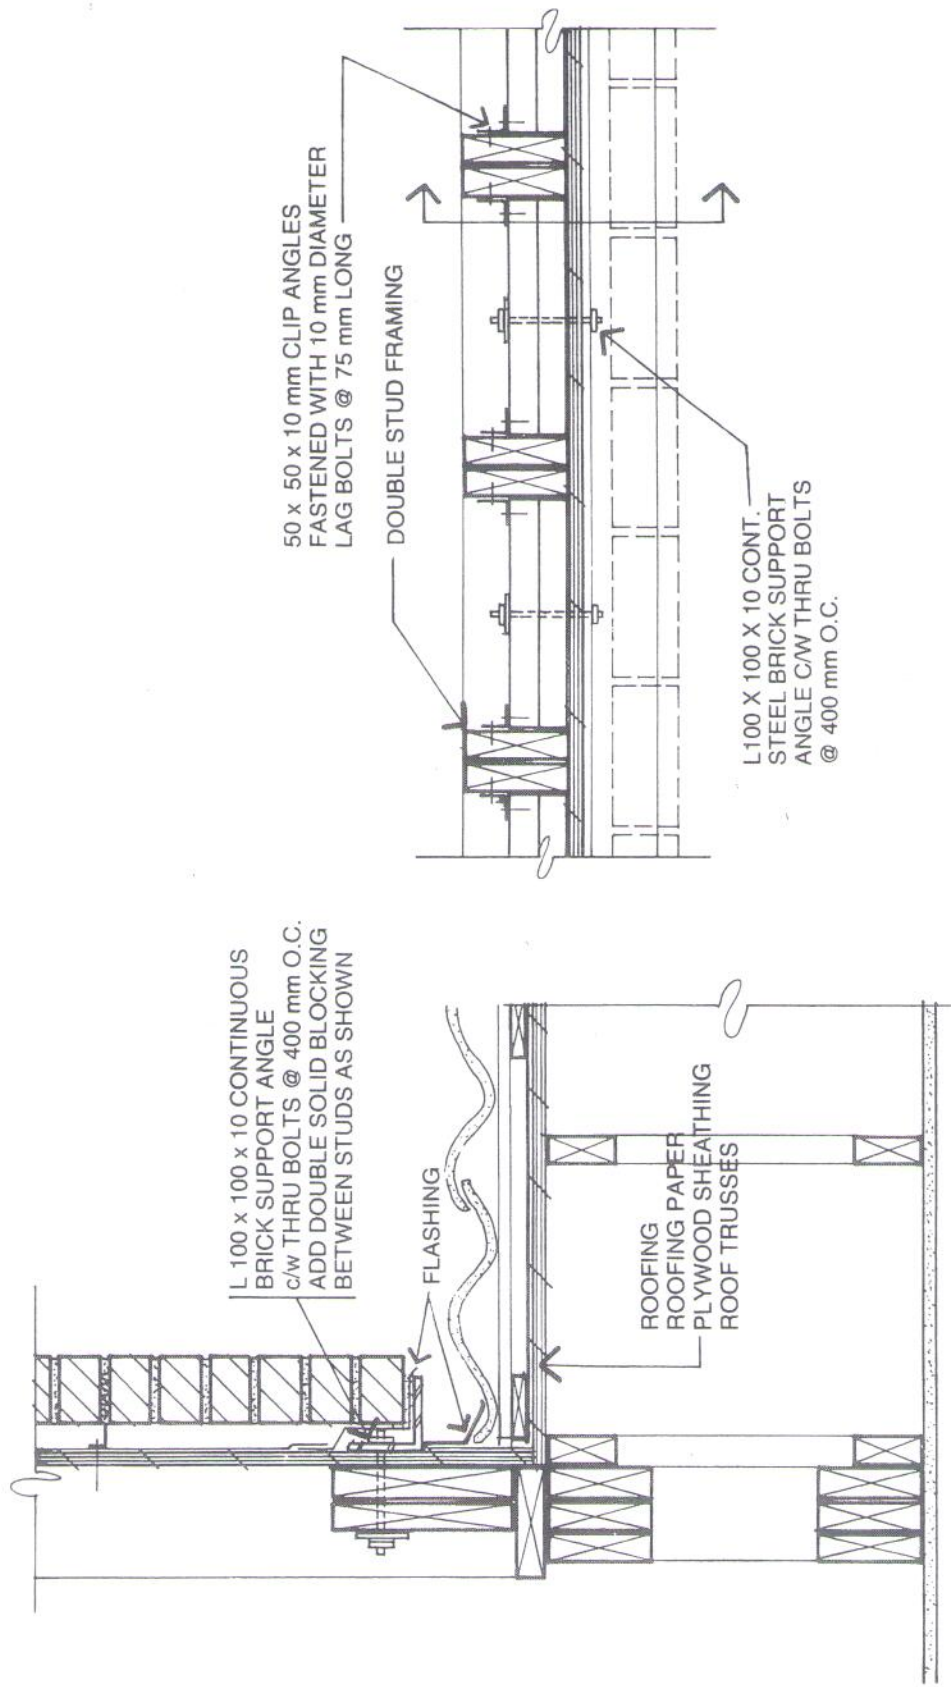 L 100 x 100 x 10 CONTINUOUS
BRICK SUPPORT ANGLE
c/w THRU BOLTS @ 400 mm O.C.
ADD DOUBLE SOLID BLOCKING
BETWEEN STUDS AS SHOWN
FLASHING
ROOFING
ROOFING PAPER
PLYWOOD SHEATHING
ROOF TRUSSES
50 x 50 x 10 mm CLIP ANGLES
FASTENED WITH 10 mm DIAMETER
LAG BOLTS @ 75 mm LONG
DOUBLE STUD FRAMING
L100 X 100 X 10 CONT.
STEEL BRICK SUPPORT
ANGLE C/W THRU BOLTS
@ 400 mm O.C.